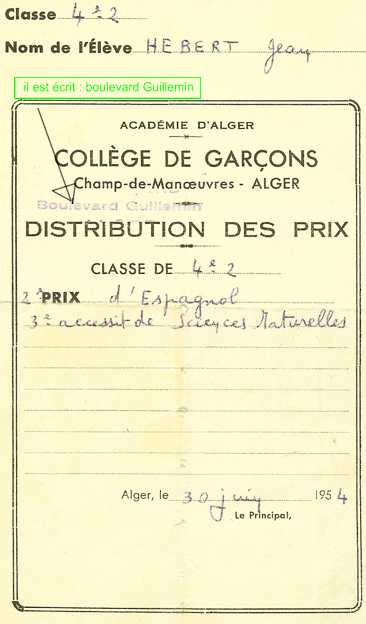 Classe 4e 2
Nom de l'Élève HEBERT Jean
il est écrit : boulevard Guillemin
ACADÉMIE D'ALGER
COLLÈGE DE GARÇONS
Champ-de-Manœuvres - ALGER
Boulevard Guillemin
DISTRIBUTION DES PRIX
CLASSE DE 4e 2
2e PRIX d'Espagnol
3e accessit de Sciences Naturelles
Alger, le 30 juin 1954
Le Principal,